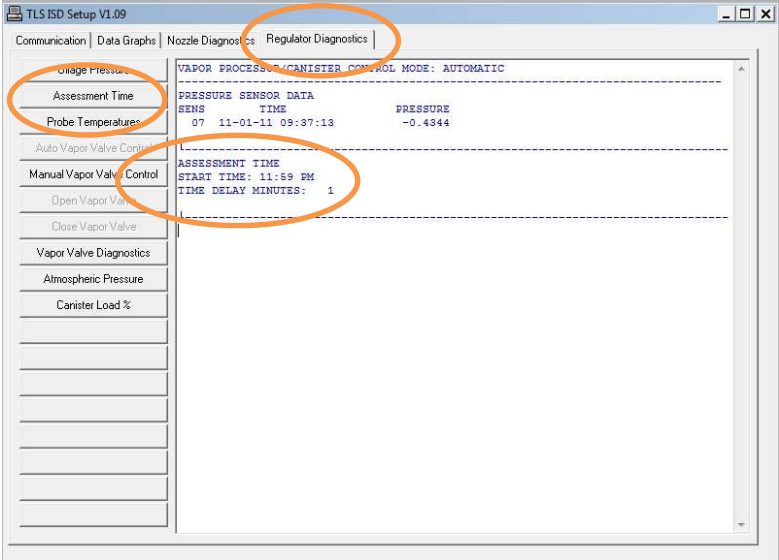 TLS ISD Setup V1.09
Communication Data Graphs Nozzle Diagnostics Regulator Diagnostics
Ullage Pressure
Assessment Time
Probe Temperatures
Auto Vapor Valve Control
Manual Vapor Valve Control
Open Vapor Valve
Close Vapor Valve
Vapor Valve Diagnostics
Atmospheric Pressure
Canister Load %
VAPOR PROCESSOR/CANISTER CONTROL MODE: AUTOMATIC
PRESSURE SENSOR DATA
SENS TIME PRESSURE
07 11-01-11 09:37:13 -0.4344
ASSESSMENT TIME
START TIME: 11:59 PM
TIME DELAY MINUTES: 1